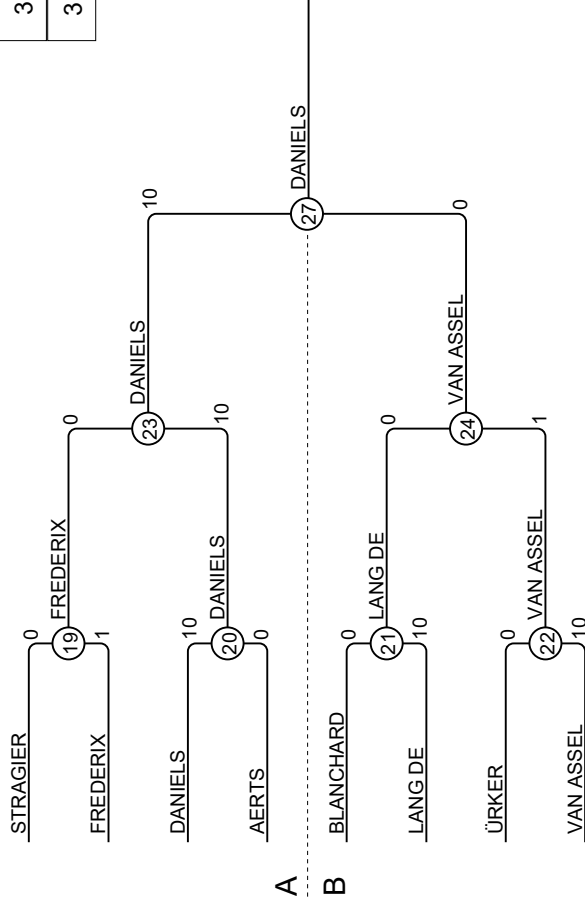 3
3
STRAGIER
0
19
FREDERIX
1
FREDERIX
0
23
DANIELS
10
DANIELS
10
20
AERTS
0
DANIELS
10
DANIELS
10
27
DANIELS
A
B
BLANCHARD
0
21
LANG DE
10
LANG DE
0
24
VAN ASSEL
0
ÜRKER
0
22
VAN ASSEL
10
VAN ASSEL
1